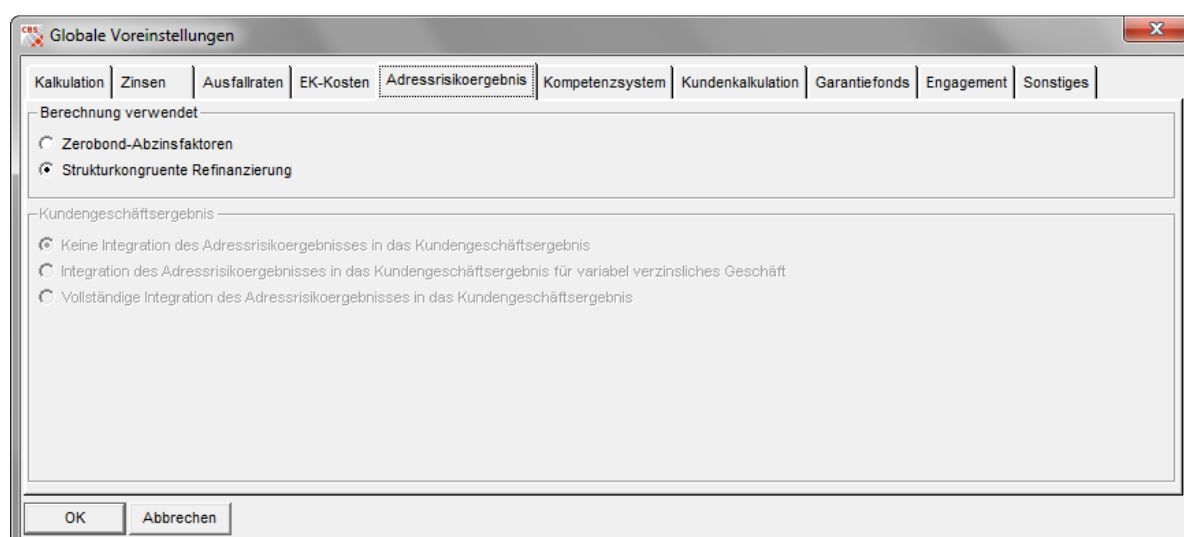 CBS Globale Voreinstellungen
Kalkulation Zinsen Ausfallraten EK-Kosten Adressrisikoergebnis Kompetenzsystem Kundenkalkulation Garantiefonds Engagement Sonstiges
Berechnung verwendet
Zerobond-Abzinsfaktoren
Strukturkongruente Refinanzierung
Kundengeschäftsergebnis
Keine Integration des Adressrisikoergebnisses in das Kundengeschäftsergebnis
Integration des Adressrisikoergebnisses in das Kundengeschäftsergebnis für variabel verzinsliches Geschäft
Vollständige Integration des Adressrisikoergebnisses in das Kundengeschäftsergebnis
OK Abbrechen